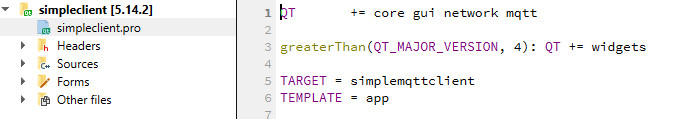 simpleclient [5.14.2]
simpleclient.pro
Headers
Sources
Forms
Other files
1 QT += core gui network mqtt
2
3 greaterThan(QT_MAJOR_VERSION, 4): QT += widgets
4
5 TARGET = simplemqttclient
6 TEMPLATE = app
7